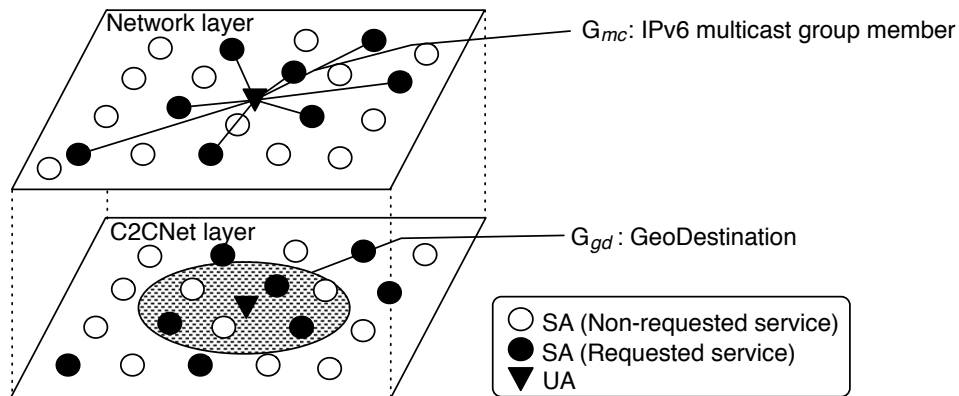 Network layer
G_mc: IPv6 multicast group member
C2CNet layer
G_gd : GeoDestination
SA (Non-requested service)
SA (Requested service)
UA